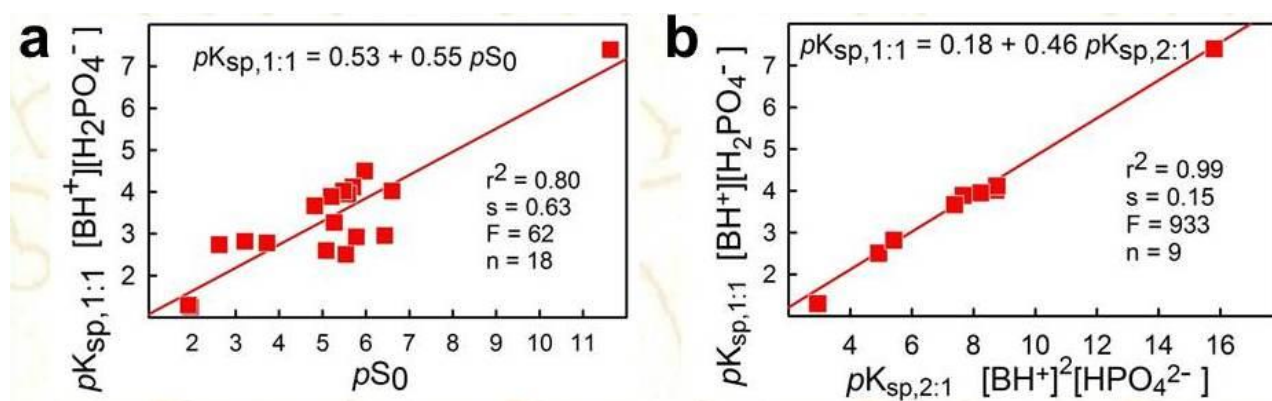 a
pKsp,1:1 = 0.53 + 0.55 pS0
pKsp,1:1 [BH+][H2PO4-]
7
6
5
4
3
2
r2 = 0.80
s = 0.63
F = 62
n = 18
2 3 4 5 6 7 8 9 10 11
pS0
b
pKsp,1:1 = 0.18 + 0.46 pKsp,2:1
pKsp,1:1 [BH+][H2PO4-]
7
6
5
4
3
2
r2 = 0.99
s = 0.15
F = 933
n = 9
4 6 8 10 12 14 16
pKsp,2:1 [BH+]2[HPO42-]